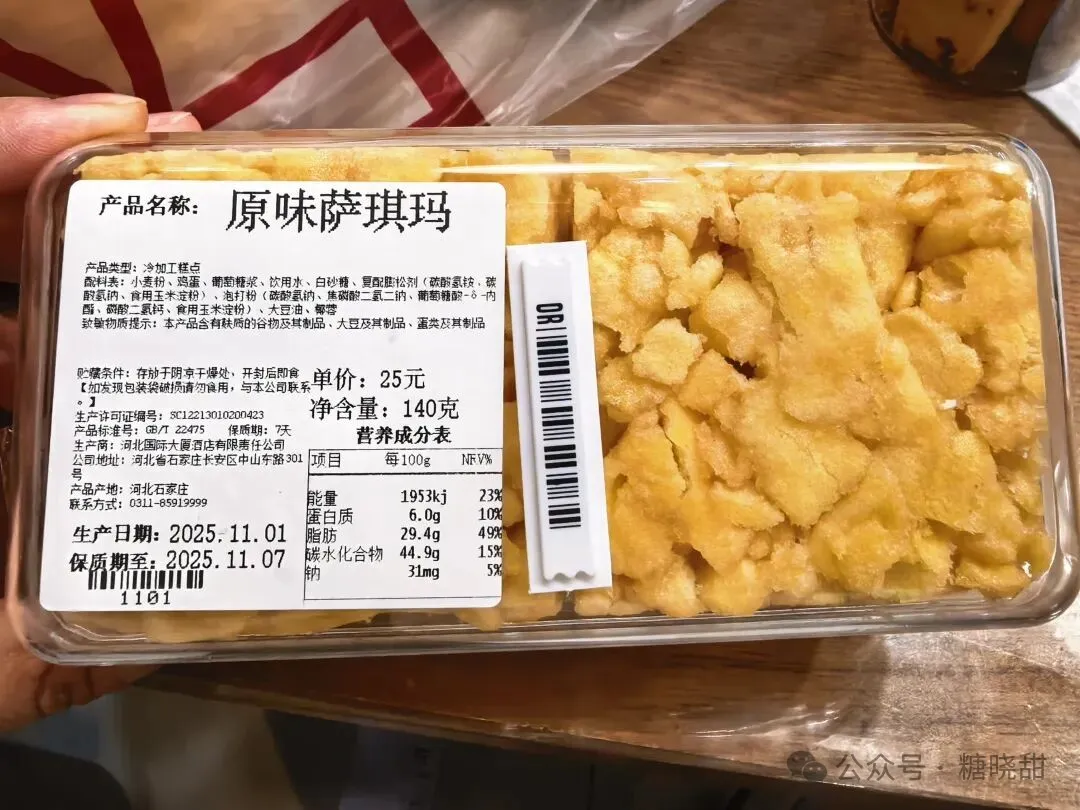 产品名称： 原味萨琪玛
产品类型：冷加工糕点
配料表：小麦粉、鸡蛋、葡萄糖浆、饮用水、白砂糖、复配膨松剂（碳酸氢铵、碳
酸氢钠、食用玉米淀粉）、泡打粉（碳酸氢钠、焦磷酸二氢二钠、葡萄糖酸-δ-内
酯、磷酸二氢钙、食用玉米淀粉）、大豆油、椰蓉
致敏物质提示：本产品含有麸质的谷物及其制品、大豆及其制品、蛋类及其制品
贮藏条件：存放于阴凉干燥处、开封后即食
【如发现包装袋破损请勿食用，与本公司联系
。】
生产许可证编号：SC12213010200423
产品标准号：GB/T 22475 保质期：7天
生产商：河北国际大厦酒店有限责任公司
公司地址：河北省石家庄长安区中山东路301
号
产品产地：河北石家庄
联系方式：0311-85919999
生产日期：2025.11.01
保质期至：2025.11.07
1101
单价：25元
净含量：140克
营养成分表
项目 每100g NRV%
能量 1953kj 23%
蛋白质 6.0g 10%
脂肪 29.4g 49%
碳水化合物 44.9g 15%
钠 31mg 5%
DR
公众号·糖晓甜